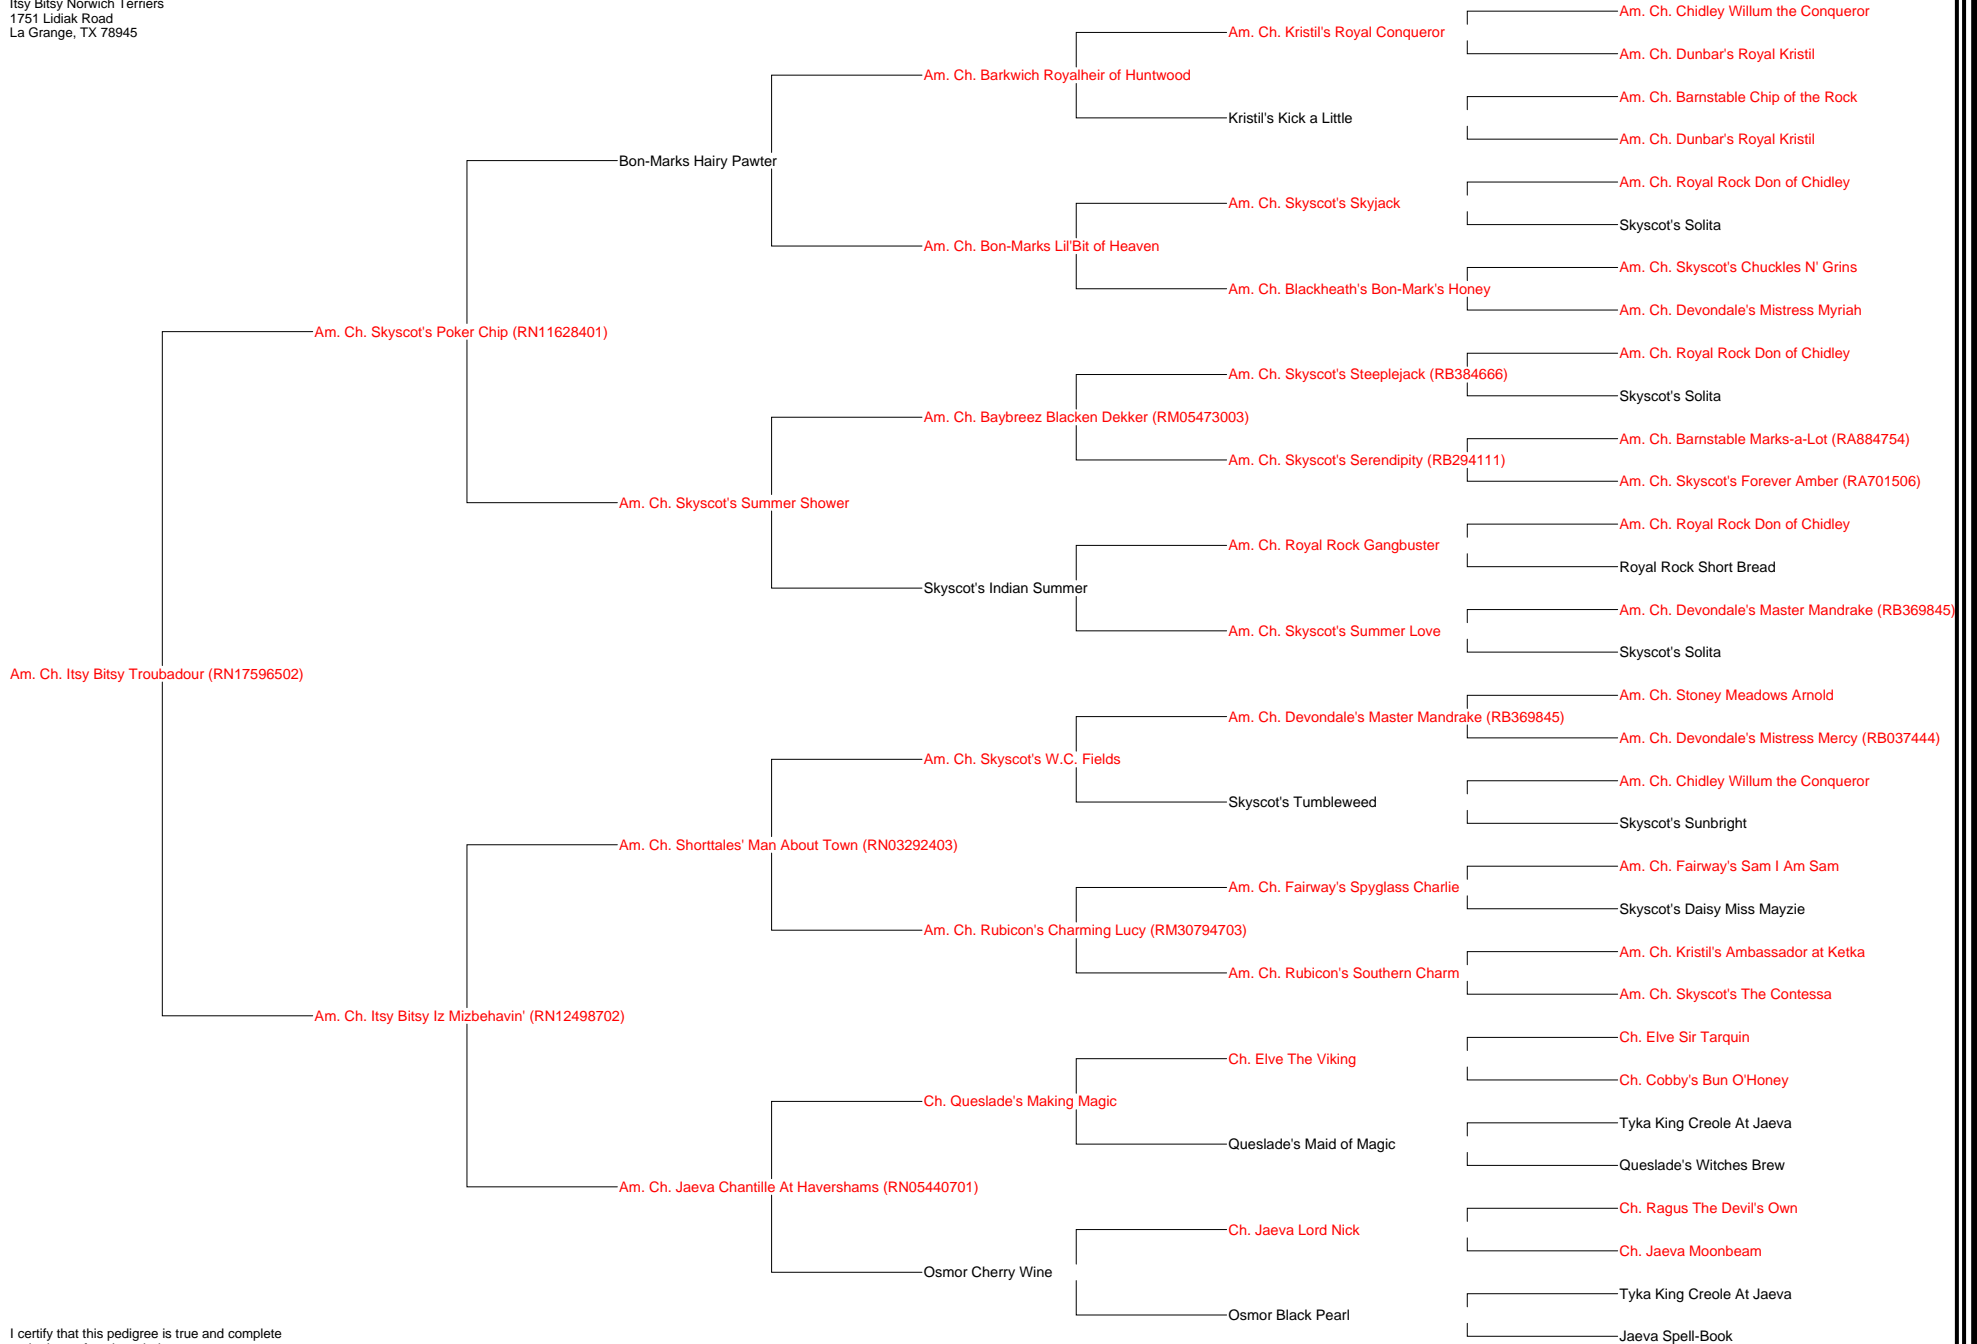 Itsy Bitsy Norwich Terriers
1751 Lidiak Road
La Grange, TX 78945
Am. Ch. Itsy Bitsy Troubadour (RN17596502)
Am. Ch. Skyscot's Poker Chip (RN11628401)
Am. Ch. Itsy Bitsy Iz Mizbehavin' (RN12498702)
Bon-Marks Hairy Pawter
Am. Ch. Skyscot's Summer Shower
Am. Ch. Shorttales' Man About Town (RN03292403)
Am. Ch. Jaeva Chantille At Havershams (RN05440701)
Am. Ch. Barkwich Royalheir of Huntwood
Am. Ch. Bon-Marks Lil'Bit of Heaven
Am. Ch. Baybreez Blacken Dekker (RM05473003)
Skyscot's Indian Summer
Am. Ch. Skyscot's W.C. Fields
Am. Ch. Rubicon's Charming Lucy (RM30794703)
Ch. Queslade's Making Magic
Osmor Cherry Wine
Am. Ch. Kristil's Royal Conqueror
Kristil's Kick a Little
Am. Ch. Skyscot's Skyjack
Am. Ch. Blackheath's Bon-Mark's Honey
Am. Ch. Skyscot's Steeplejack (RB384666)
Am. Ch. Skyscot's Serendipity (RB294111)
Am. Ch. Royal Rock Gangbuster
Am. Ch. Skyscot's Summer Love
Am. Ch. Devondale's Master Mandrake (RB369845)
Skyscot's Tumbleweed
Am. Ch. Fairway's Spyglass Charlie
Am. Ch. Rubicon's Southern Charm
Ch. Elve The Viking
Queslade's Maid of Magic
Ch. Jaeva Lord Nick
Osmor Black Pearl
Am. Ch. Chidley Willum the Conqueror
Am. Ch. Dunbar's Royal Kristil
Am. Ch. Barnstable Chip of the Rock
Am. Ch. Dunbar's Royal Kristil
Am. Ch. Royal Rock Don of Chidley
Skyscot's Solita
Am. Ch. Skyscot's Chuckles N' Grins
Am. Ch. Devondale's Mistress Myriah
Am. Ch. Royal Rock Don of Chidley
Skyscot's Solita
Am. Ch. Barnstable Marks-a-Lot (RA884754)
Am. Ch. Skyscot's Forever Amber (RA701506)
Am. Ch. Royal Rock Don of Chidley
Royal Rock Short Bread
Am. Ch. Devondale's Master Mandrake (RB369845)
Skyscot's Solita
Am. Ch. Stoney Meadows Arnold
Am. Ch. Devondale's Mistress Mercy (RB037444)
Am. Ch. Chidley Willum the Conqueror
Skyscot's Sunbright
Am. Ch. Fairway's Sam I Am Sam
Skyscot's Daisy Miss Mayzie
Am. Ch. Kristil's Ambassador at Ketka
Am. Ch. Skyscot's The Contessa
Ch. Elve Sir Tarquin
Ch. Cobby's Bun O'Honey
Tyka King Creole At Jaeva
Queslade's Witches Brew
Ch. Ragus The Devil's Own
Ch. Jaeva Moonbeam
Tyka King Creole At Jaeva
Jaeva Spell-Book
I certify that this pedigree is true and complete